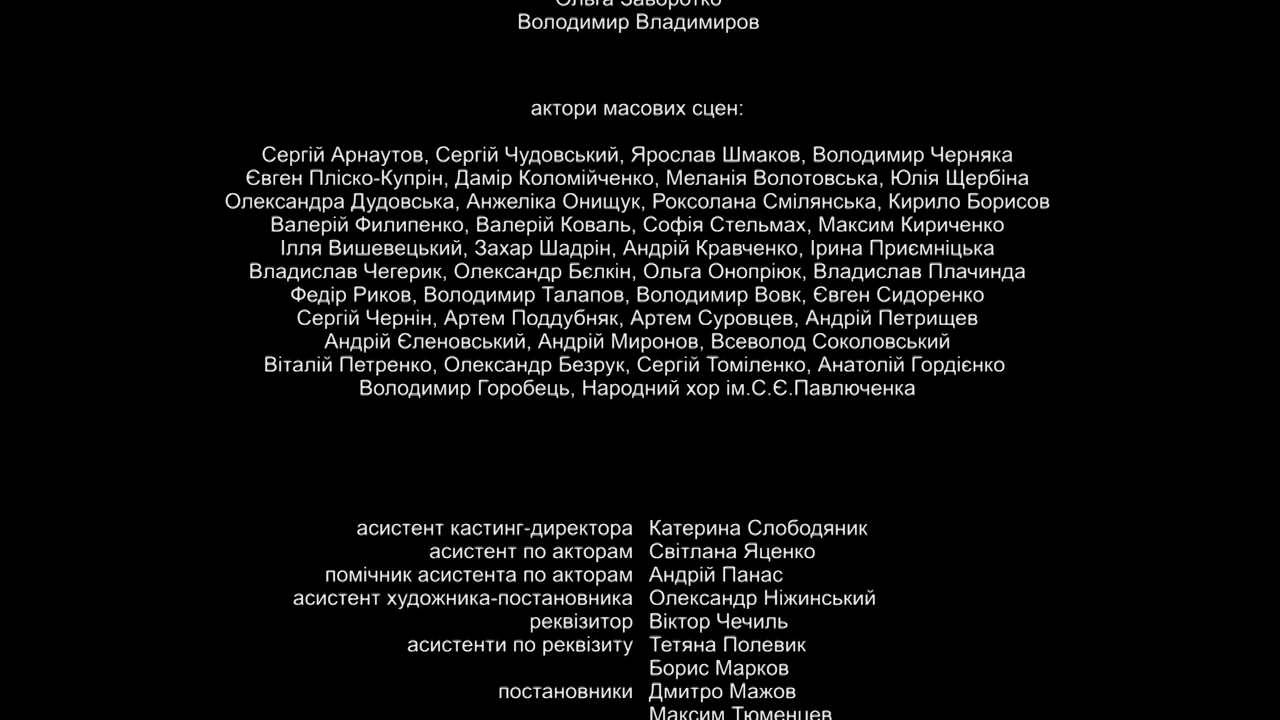 Ольга Заворотко
Володимир Владимиров
актори масових сцен:
Сергій Арнаутов, Сергій Чудовський, Ярослав Шмаков, Володимир Черняка
Євген Пліско-Купрін, Дамір Коломійченко, Меланія Волотовська, Юлія Щербіна
Олександра Дудовська, Анжеліка Онищук, Роксолана Смілянська, Кирило Борисов
Валерій Филипенко, Валерій Коваль, Софія Стельмах, Максим Кириченко
Ілля Вишевецький, Захар Шадрін, Андрій Кравченко, Ірина Приємніцька
Владислав Чегерик, Олександр Бєлкін, Ольга Онопріюк, Владислав Плачинда
Федір Риков, Володимир Талапов, Володимир Вовк, Євген Сидоренко
Сергій Чернін, Артем Поддубняк, Артем Суровцев, Андрій Петрищев
Андрій Єленовський, Андрій Миронов, Всеволод Соколовський
Віталій Петренко, Олександр Безрук, Сергій Томіленко, Анатолій Гордієнко
Володимир Горобець, Народний хор ім.С.Є.Павлюченка
асистент кастинг-директора Катерина Слободяник
асистент по акторам Світлана Яценко
помічник асистента по акторам Андрій Панас
асистент художника-постановника Олександр Ніжинський
реквізитор Віктор Чечиль
асистенти по реквізиту Тетяна Полевик
Борис Марков
постановники Дмитро Мажов
Максим Тюменцев